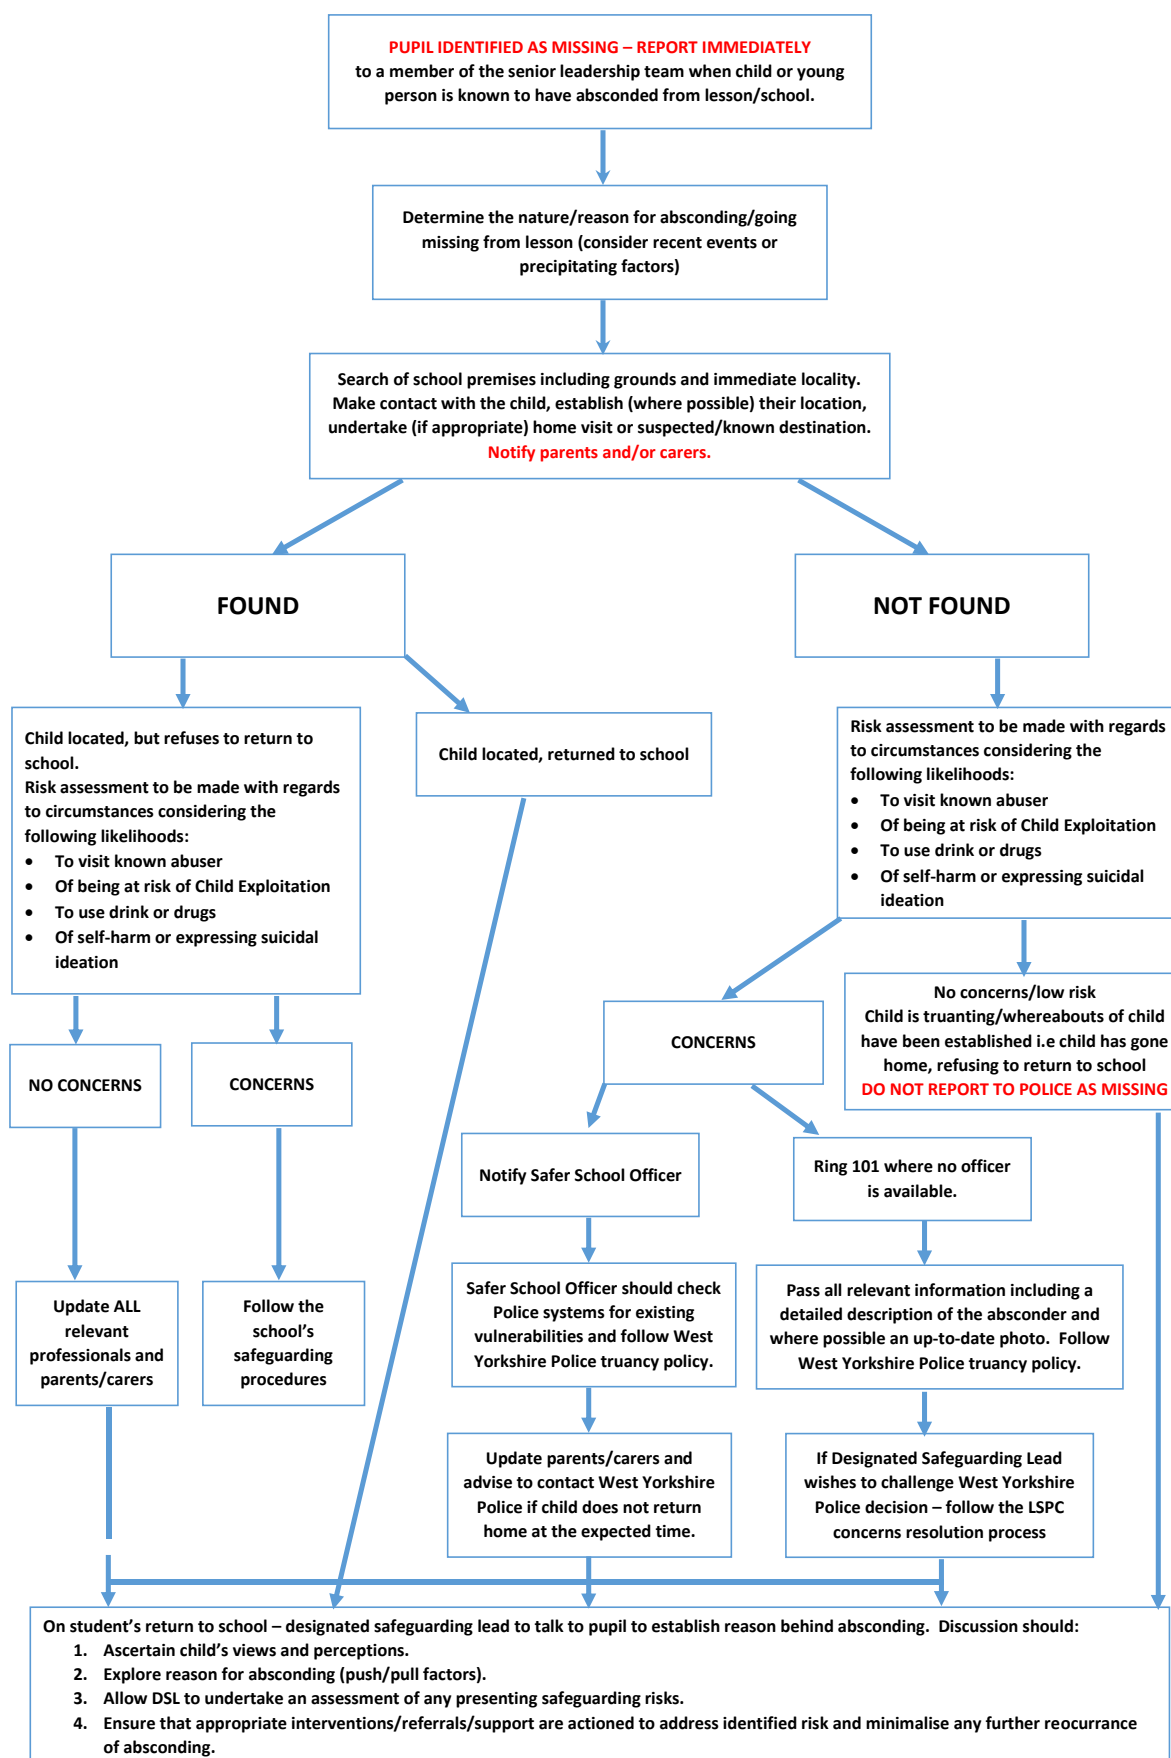 PUPIL IDENTIFIED AS MISSING – REPORT IMMEDIATELY
to a member of the senior leadership team when child or young
person is known to have absconded from lesson/school.
Determine the nature/reason for absconding/going
missing from lesson (consider recent events or
precipitating factors)
Search of school premises including grounds and immediate locality.
Make contact with the child, establish (where possible) their location,
undertake (if appropriate) home visit or suspected/known destination.
Notify parents and/or carers.
FOUND
NOT FOUND
Child located, but refuses to return to
school.
Risk assessment to be made with regards
to circumstances considering the
following likelihoods:
• To visit known abuser
• Of being at risk of Child Exploitation
• To use drink or drugs
• Of self-harm or expressing suicidal
ideation
Child located, returned to school
Risk assessment to be made with regards
to circumstances considering the
following likelihoods:
• To visit known abuser
• Of being at risk of Child Exploitation
• To use drink or drugs
• Of self-harm or expressing suicidal
ideation
NO CONCERNS
CONCERNS
CONCERNS
No concerns/low risk
Child is truanting/whereabouts of child
have been established i.e child has gone
home, refusing to return to school
DO NOT REPORT TO POLICE AS MISSING
Notify Safer School Officer
Ring 101 where no officer
is available.
Update ALL
relevant
professionals and
parents/carers
Follow the
school's
safeguarding
procedures
Safer School Officer should check
Police systems for existing
vulnerabilities and follow West
Yorkshire Police truancy policy.
Pass all relevant information including a
detailed description of the absconder and
where possible an up-to-date photo. Follow
West Yorkshire Police truancy policy.
Update parents/carers and
advise to contact West Yorkshire
Police if child does not return
home at the expected time.
If Designated Safeguarding Lead
wishes to challenge West Yorkshire
Police decision – follow the LSPC
concerns resolution process
On student's return to school – designated safeguarding lead to talk to pupil to establish reason behind absconding. Discussion should:
1. Ascertain child's views and perceptions.
2. Explore reason for absconding (push/pull factors).
3. Allow DSL to undertake an assessment of any presenting safeguarding risks.
4. Ensure that appropriate interventions/referrals/support are actioned to address identified risk and minimalise any further reocurrance
of absconding.